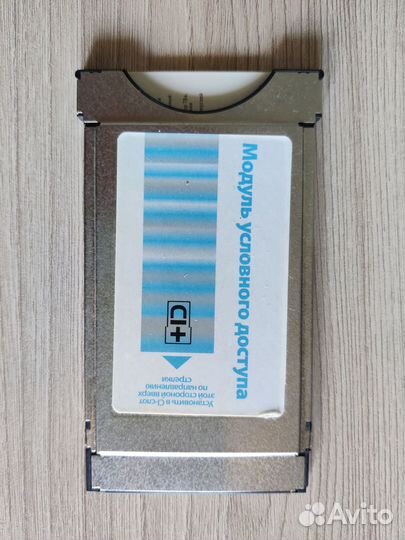 Модуль условного доступа
CI+
Установить в CI-слот
этой стороной вверх
по направлению
стрелки
Avito